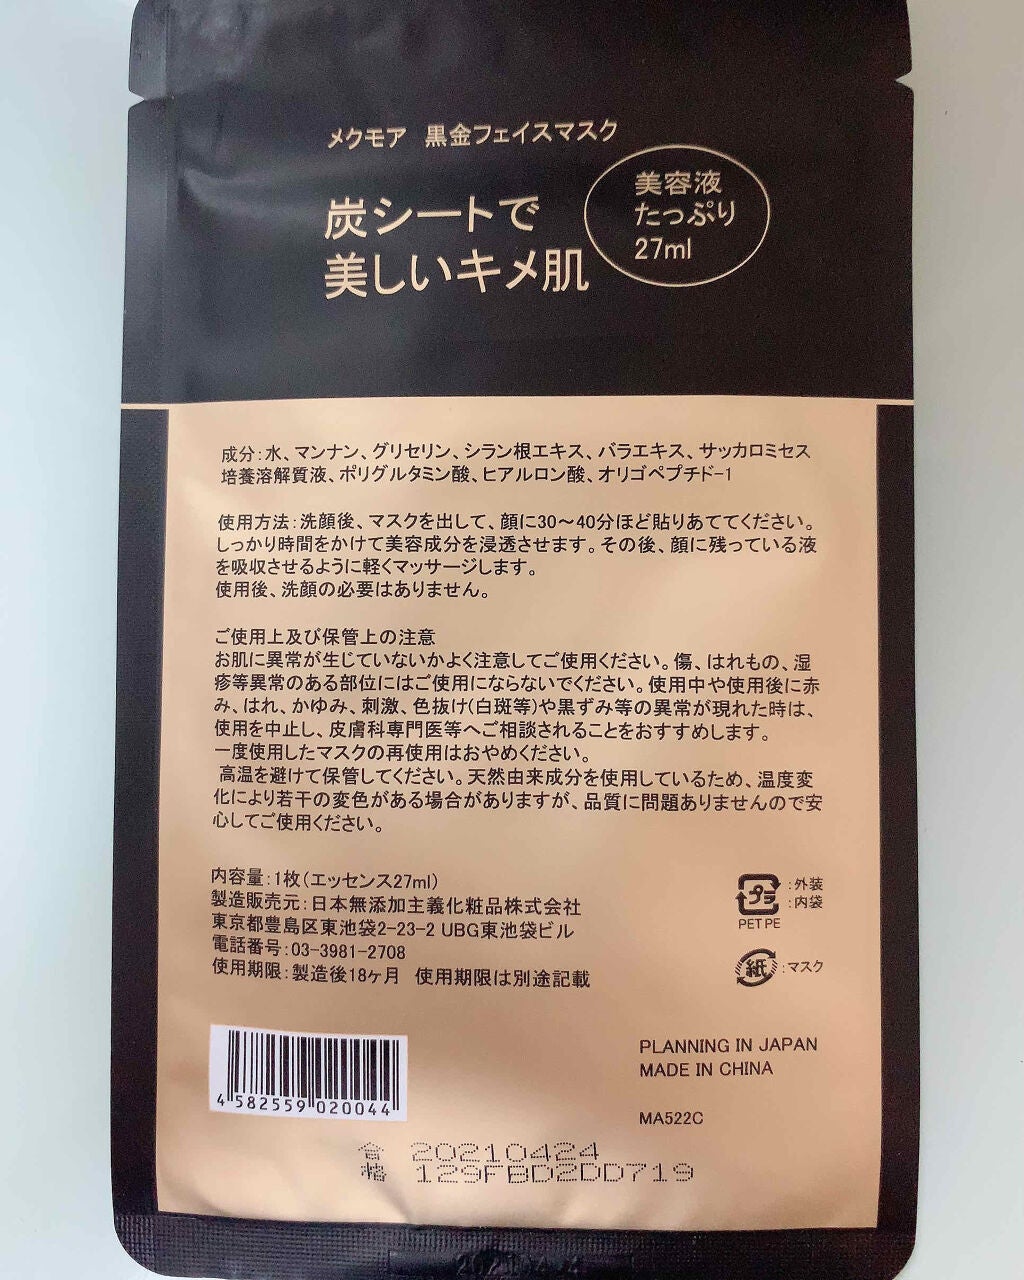 メクモア 黒金フェイスマスク
炭シートで
美しいキメ肌
美容液
たっぷり
27ml
成分:水、マンナン、グリセリン、シラン根エキス、バラエキス、サッカロミセス
培養溶解質液、ポリグルタミン酸、ヒアルロン酸、オリゴペプチド-1
使用方法:洗顔後、マスクを出して、顔に30～40分ほど貼りあててください。
しっかり時間をかけて美容成分を浸透させます。その後、顔に残っている液
を吸収させるように軽くマッサージします。
使用後、洗顔の必要はありません。
ご使用上及び保管上の注意
お肌に異常が生じていないかよく注意してご使用ください。傷、はれもの、湿
疹等異常のある部位にはご使用にならないでください。使用中や使用後に赤
み、はれ、かゆみ、刺激、色抜け(白斑等)や黒ずみ等の異常が現れた時は、
使用を中止し、皮膚科専門医等へご相談されることをおすすめします。
一度使用したマスクの再使用はおやめください。
高温を避けて保管してください。天然由来成分を使用しているため、温度変
化により若干の変色がある場合がありますが、品質に問題ありませんので安
心してご使用ください。
内容量:1枚(エッセンス27ml)
製造販売元:日本無添加主義化粧品株式会社
東京都豊島区東池袋2-23-2 UBG東池袋ビル
電話番号:03-3981-2708
使用期限:製造後18ヶ月 使用期限は別途記載
プラ
:外装
:内袋
PET PE
紙
:マスク
4 582559 020044
PLANNING IN JAPAN
MADE IN CHINA
MA522C
合格
20210424
129FBD2DD719